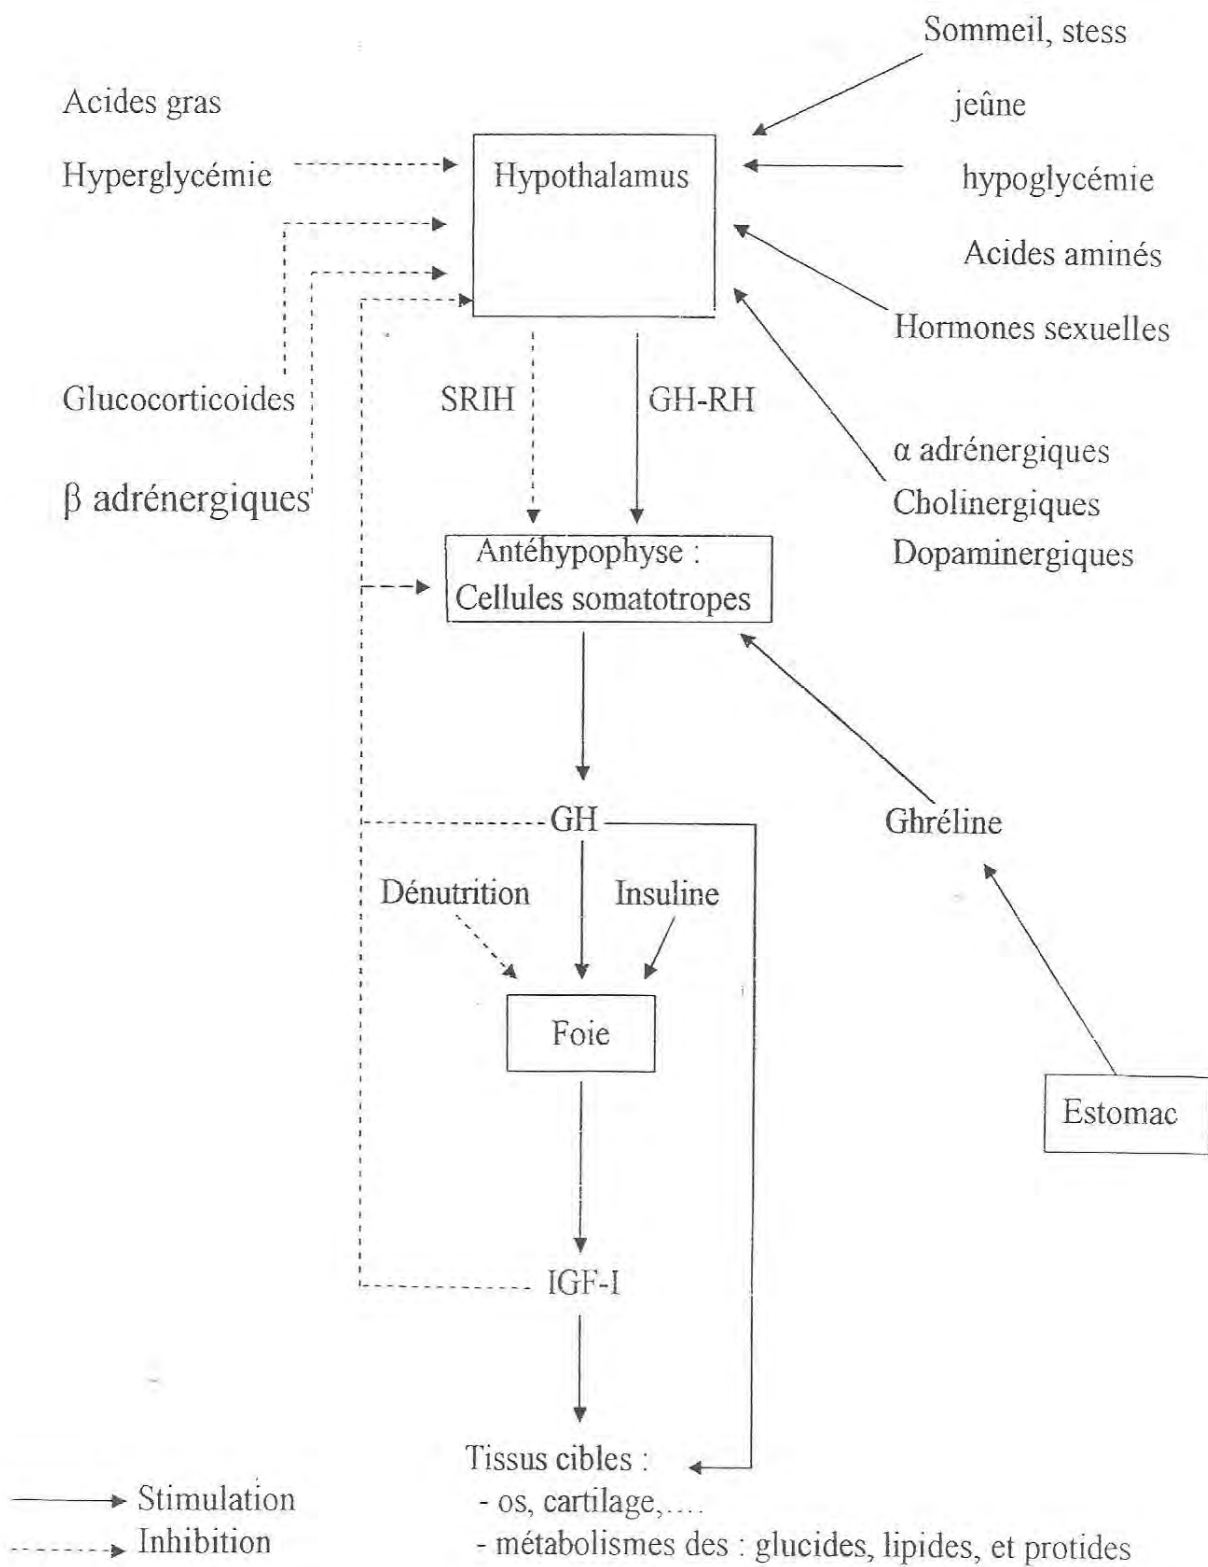 Sommeil, stess
Acides gras
jeûne
Hyperglycémie
Hypothalamus
hypoglycémie
Acides aminés
Hormones sexuelles
Glucocorticoides
SRIH
GH-RH
α adrénergiques
β adrénergiques
Cholinergiques
Dopaminergiques
Antéhypophyse :
Cellules somatotropes
GH
Ghréline
Dénutrition
Insuline
Foie
Estomac
IGF-I
Tissus cibles :
Stimulation
- os, cartilage,....
Inhibition
- métabolismes des : glucides, lipides, et protides